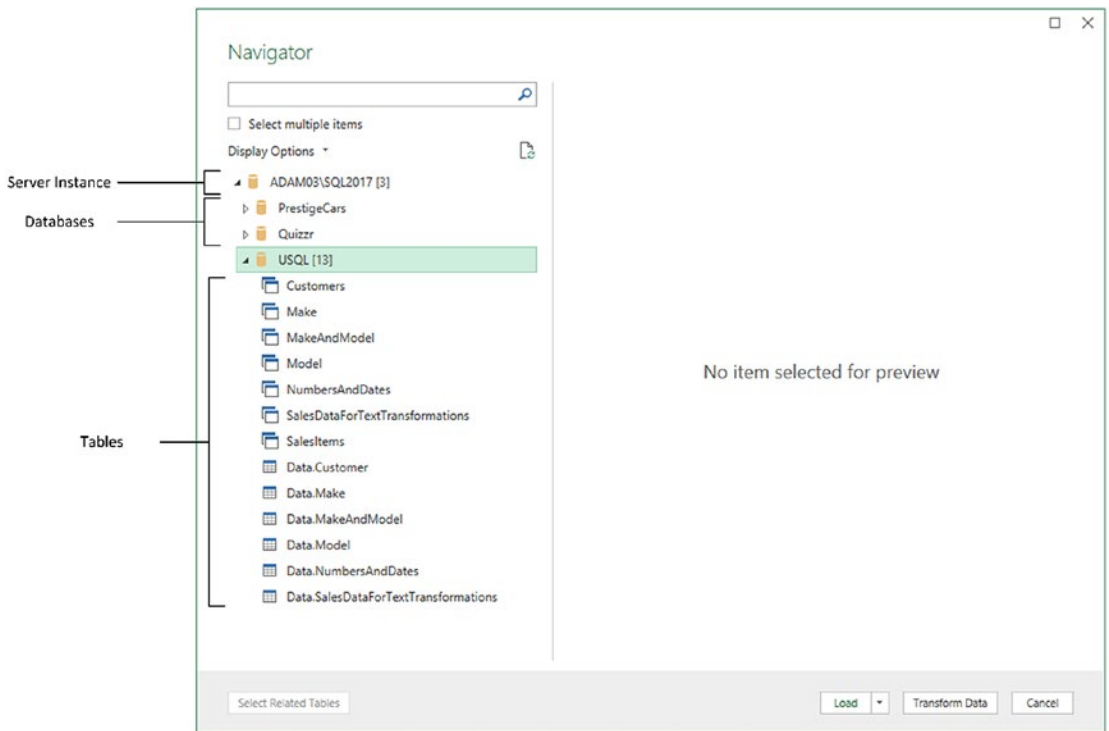 Navigator
Select multiple items
Display Options
Server Instance
ADAM03\SQL2017 [3]
Databases
PrestigeCars
Quizzr
USQL [13]
Customers
Make
MakeAndModel
Model
NumbersAndDates
SalesDataForTextTransformations
Tables
SalesItems
Data.Customer
Data.Make
Data.MakeAndModel
Data.Model
Data.NumbersAndDates
Data.SalesDataForTextTransformations
No item selected for preview
Select Related Tables
Load
Transform Data
Cancel